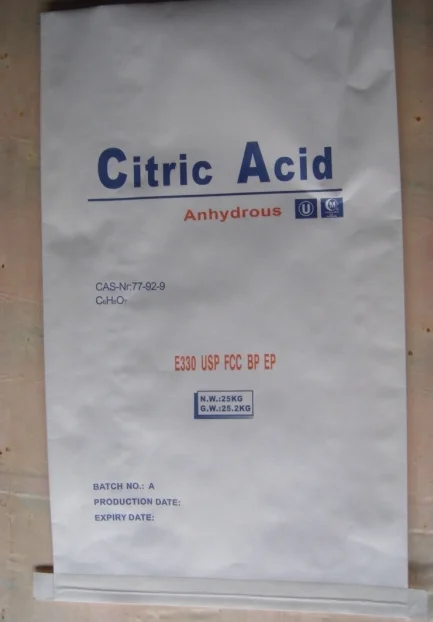 Citric Acid
Anhydrous U M
CAS-Nr:77-92-9
C₆H₈O₇
E330 USP FCC BP EP
N.W.:25KG
G.W.:25.2KG
BATCH NO.: A
PRODUCTION DATE:
EXPIRY DATE: